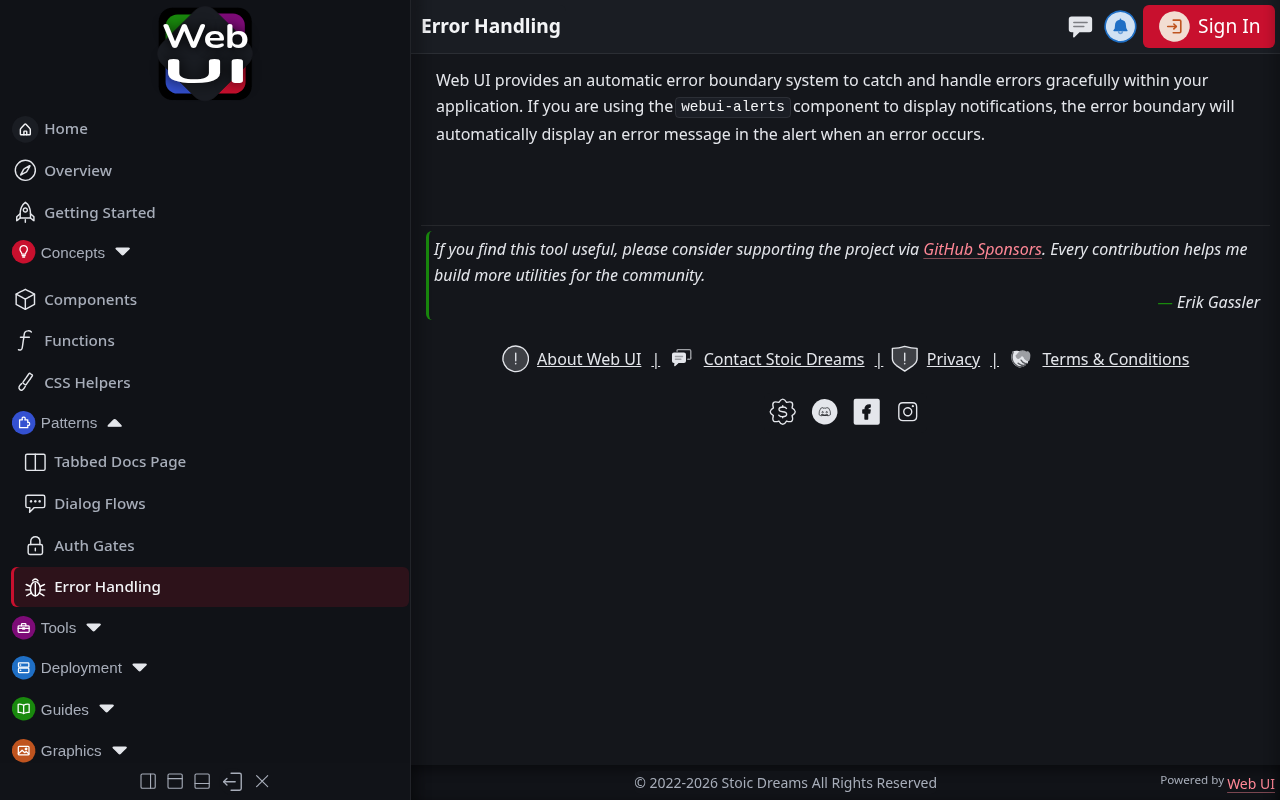 Web
UI
Home
Overview
Getting Started
Concepts
Components
Functions
CSS Helpers
Patterns
Tabbed Docs Page
Dialog Flows
Auth Gates
Error Handling
Tools
Deployment
Guides
Graphics
Error Handling
Sign In
Web UI provides an automatic error boundary system to catch and handle errors gracefully within your
application. If you are using the webui-alerts component to display notifications, the error boundary will
automatically display an error message in the alert when an error occurs.
If you find this tool useful, please consider supporting the project via GitHub Sponsors. Every contribution helps me
build more utilities for the community.
— Erik Gassler
About Web UI | Contact Stoic Dreams | Privacy | Terms & Conditions
© 2022-2026 Stoic Dreams All Rights Reserved
Powered by Web UI